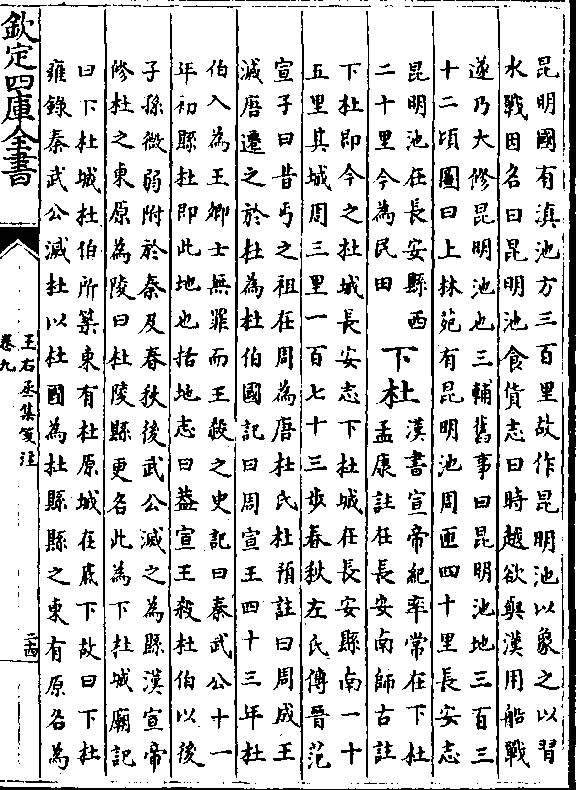 昆明國有滇池方三百里故作昆明池以象之以習
水戰因名曰昆明池食貨志曰時越欲與漢用船戰
遂乃大修昆明池也三輔舊事曰昆明池地三百三
十二頃圖曰上林苑有昆明池周匝四十里長安志
昆明池在長安縣西
二十里今為民田
下杜
漢書宣帝紀率常在下杜
孟康註在長安南師古註
下杜即今之杜城長安志下杜城在長安縣南一十
五里其城周三里一百七十三步春秋左氏傳晉范
宣子曰昔丐之祖在周為唐杜氏杜預註曰周成王
滅唐遷之於杜為杜伯國記曰周宣王四十三年杜
伯入為王卿士無罪而王殺之史記曰秦武公十一
年初縣杜即此地也括地志曰葢宣王殺杜伯以後
子孫微弱附於秦及春秋後武公滅之為縣漢宣帝
修杜之東原為陵曰杜陵縣更名此為下杜城廟記
曰下杜城杜伯所築東有杜原城在底下故曰下杜
雍錄秦武公滅杜以杜國為杜縣縣之東有原名為
欽定四庫全書
王右丞集箋注
卷九
二十四